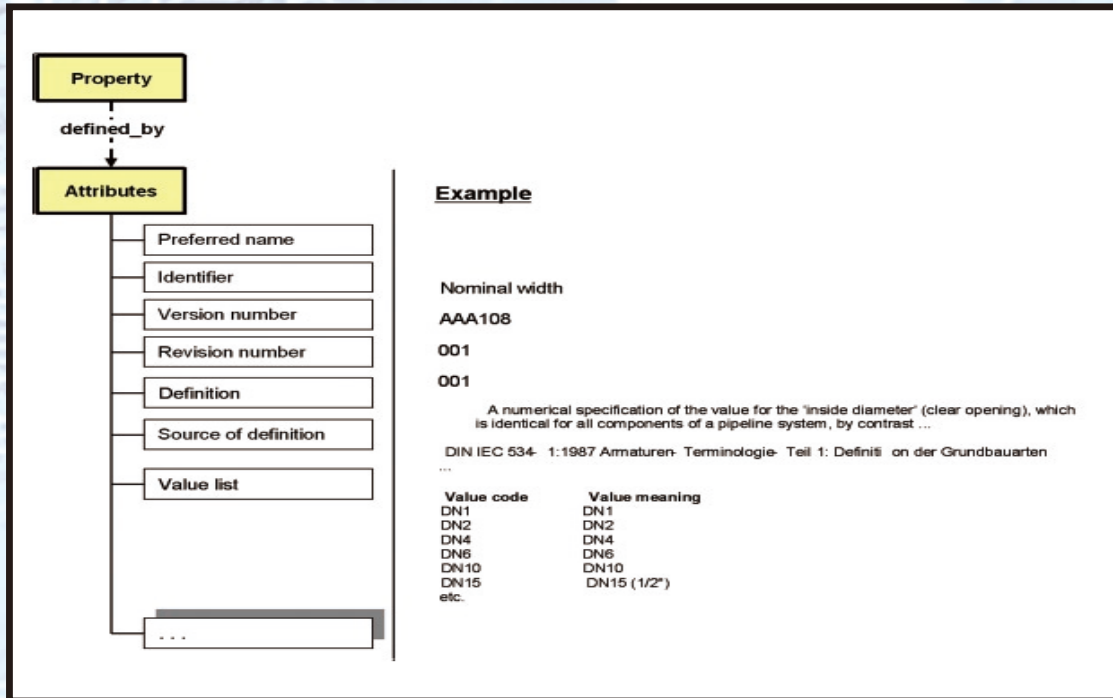 Property
defined_by
Attributes
Preferred name
Identifier
Version number
Revision number
Definition
Source of definition
Value list
. . .
Example
Nominal width
AAA108
001
001
A numerical specification of the value for the 'inside diameter' (clear opening), which
is identical for all components of a pipeline system, by contrast ...
DIN IEC 534- 1:1987 Armaturen- Terminologie- Teil 1: Definiti on der Grundbauarten
...
Value code Value meaning
DN1 DN1
DN2 DN2
DN4 DN4
DN6 DN6
DN10 DN10
DN15 DN15 (1/2")
etc.